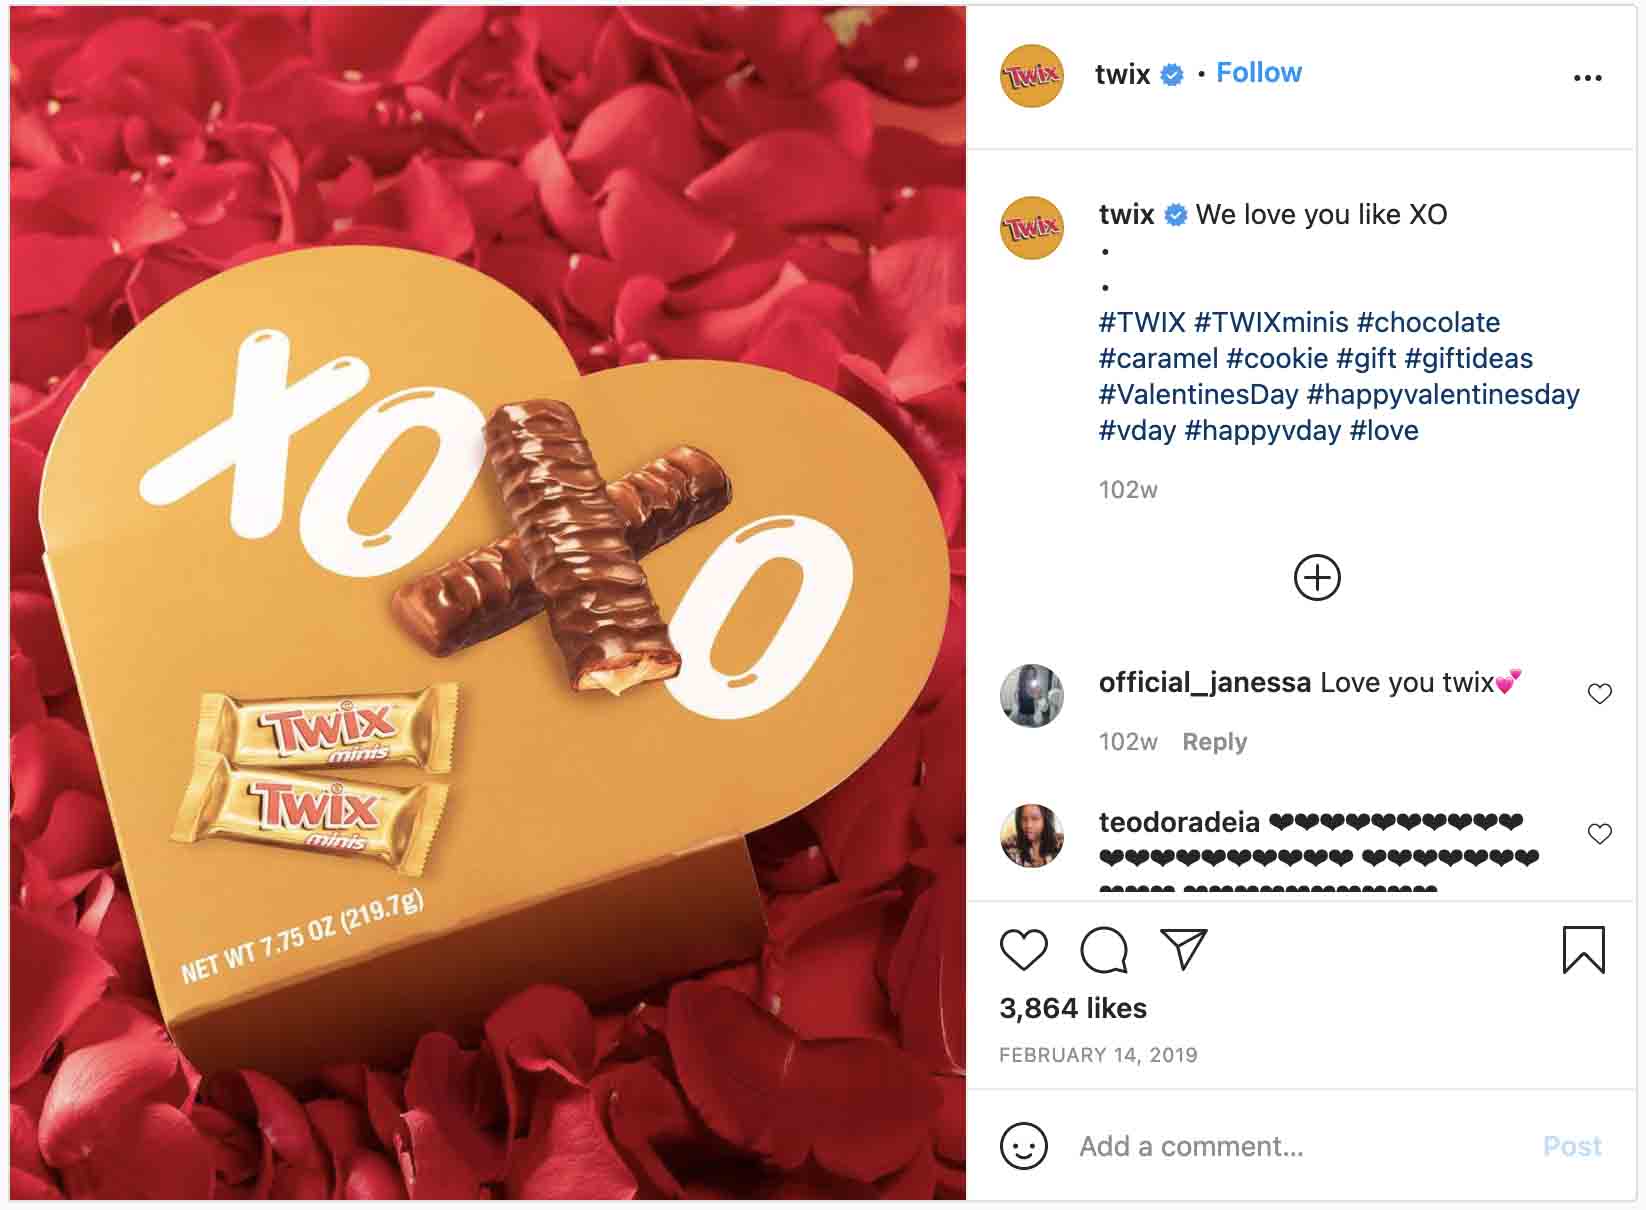 XOXO
TWIX
minis
TWIX
minis
NET WT 7.75 OZ (219.7g)
TWIX
twix • Follow
TWIX
twix We love you like XO
•
•
#TWIX #TWIXminis #chocolate
#caramel #cookie #gift #giftideas
#ValentinesDay #happyvalentinesday
#vday #happyvday #love
102w
official_janessa Love you twix💕
102w Reply
teodoradeia ❤❤❤❤❤❤❤❤❤❤
❤❤❤❤❤❤❤❤❤❤ ❤❤❤❤❤❤❤
❤❤❤ ❤❤❤❤❤❤❤❤❤❤
3,864 likes
FEBRUARY 14, 2019
Add a comment...
Post